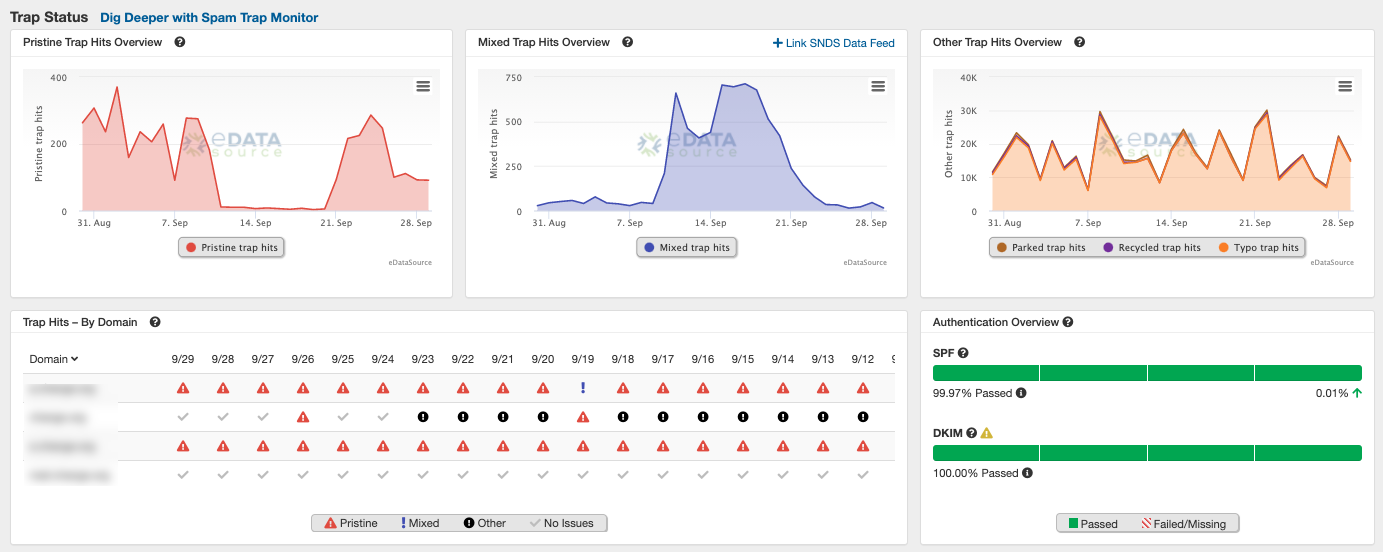 Trap Status Dig Deeper with Spam Trap Monitor
Pristine Trap Hits Overview ?
400
200
0
Pristine trap hits
eDATA
source
31. Aug 7. Sep 14. Sep 21. Sep 28. Sep
Pristine trap hits
eDataSource
Mixed Trap Hits Overview ? + Link SNDS Data Feed
750
500
250
0
Mixed trap hits
eDATA
source
31. Aug 7. Sep 14. Sep 21. Sep 28. Sep
Mixed trap hits
eDataSource
Other Trap Hits Overview ?
40K
30K
20K
10K
0
Other trap hits
eDATA
source
31. Aug 7. Sep 14. Sep 21. Sep 28. Sep
Parked trap hits Recycled trap hits Typo trap hits
eDataSource
Trap Hits – By Domain ?
Domain 9/29 9/28 9/27 9/26 9/25 9/24 9/23 9/22 9/21 9/20 9/19 9/18 9/17 9/16 9/15 9/14 9/13 9/12
Pristine Mixed Other No Issues
Authentication Overview ?
SPF ?
99.97% Passed 0.01%
DKIM ?
100.00% Passed
Passed Failed/Missing